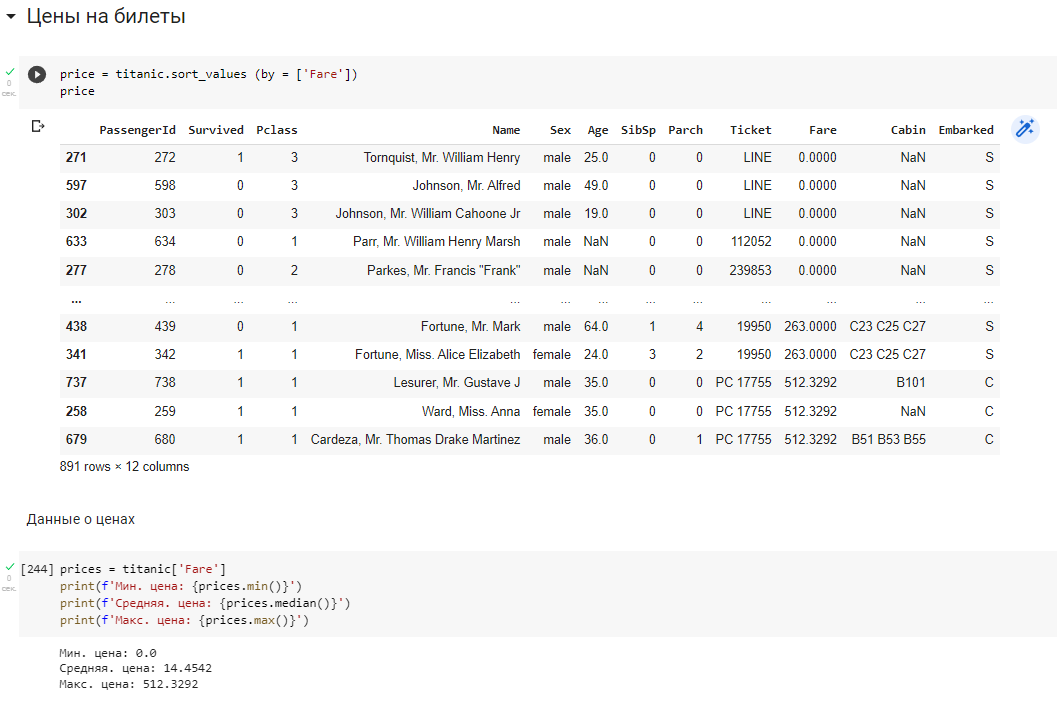 Цены на билеты
price = titanic.sort_values (by = ['Fare'])
0
сек.
price
PassengerId Survived Pclass Name Sex Age SibSp Parch Ticket Fare Cabin Embarked
271 272 1 3 Tornquist, Mr. William Henry male 25.0 0 0 LINE 0.0000 NaN S
597 598 0 3 Johnson, Mr. Alfred male 49.0 0 0 LINE 0.0000 NaN S
302 303 0 3 Johnson, Mr. William Cahoone Jr male 19.0 0 0 LINE 0.0000 NaN S
633 634 0 1 Parr, Mr. William Henry Marsh male NaN 0 0 112052 0.0000 NaN S
277 278 0 2 Parkes, Mr. Francis "Frank" male NaN 0 0 239853 0.0000 NaN S
... ... ... ... ... ... ... ... ... ... ... ... ...
438 439 0 1 Fortune, Mr. Mark male 64.0 1 4 19950 263.0000 C23 C25 C27 S
341 342 1 1 Fortune, Miss. Alice Elizabeth female 24.0 3 2 19950 263.0000 C23 C25 C27 S
737 738 1 1 Lesurer, Mr. Gustave J male 35.0 0 0 PC 17755 512.3292 B101 C
258 259 1 1 Ward, Miss. Anna female 35.0 0 0 PC 17755 512.3292 NaN C
679 680 1 1 Cardeza, Mr. Thomas Drake Martinez male 36.0 0 1 PC 17755 512.3292 B51 B53 B55 C
891 rows × 12 columns
Данные о ценах
[244] prices = titanic['Fare']
0
сек.
print(f'Мин. цена: {prices.min()}')
print(f'Средняя. цена: {prices.median()}')
print(f'Макс. цена: {prices.max()}')
Мин. цена: 0.0
Средняя. цена: 14.4542
Макс. цена: 512.3292